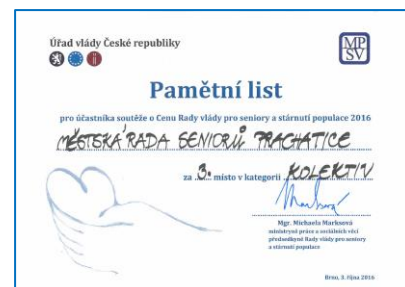 Úřad vlády České republiky
MP
SV
Pamětní list
pro účastníka soutěže o Cenu Rady vlády pro seniory a stárnutí populace 2016
MĚSTSKÁ RADA SENIORŮ PRACHATICE
za 3. místo v kategorii KOLEKTIV
Mgr. Michaela Marksová
ministryně práce a sociálních věcí
předsedkyně Rady vlády pro seniory
a stárnutí populace
Brno, 3. října 2016